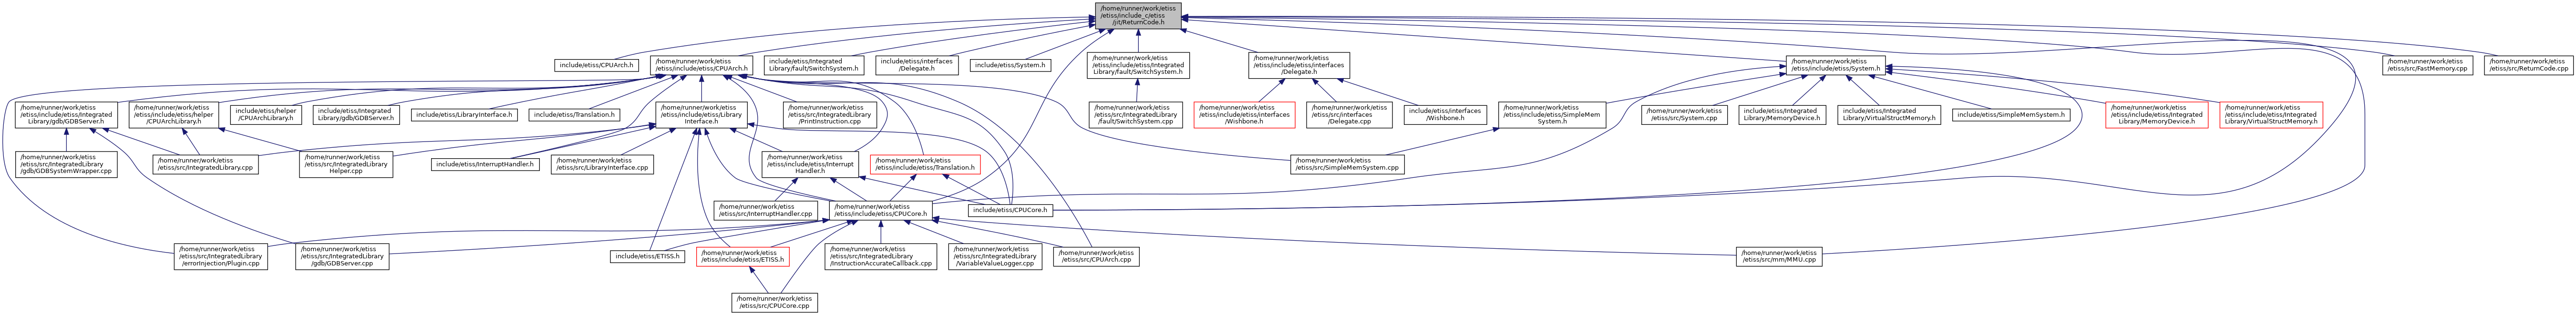 /home/runner/work/etiss
/etiss/include_c/etiss
/jit/ReturnCode.h
include/etiss/CPUArch.h
/home/runner/work/etiss
/etiss/include/etiss/CPUArch.h
include/etiss/Integrated
Library/fault/SwitchSystem.h
include/etiss/interfaces
/Delegate.h
include/etiss/System.h
/home/runner/work/etiss
/etiss/include/etiss/Integrated
Library/fault/SwitchSystem.h
/home/runner/work/etiss
/etiss/include/etiss/interfaces
/Delegate.h
/home/runner/work/etiss
/etiss/include/etiss/System.h
/home/runner/work/etiss
/etiss/src/FastMemory.cpp
/home/runner/work/etiss
/etiss/src/ReturnCode.cpp
/home/runner/work/etiss
/etiss/include/etiss/Integrated
Library/gdb/GDBServer.h
/home/runner/work/etiss
/etiss/include/etiss/helper
/CPUArchLibrary.h
include/etiss/helper
/CPUArchLibrary.h
include/etiss/Integrated
Library/gdb/GDBServer.h
include/etiss/LibraryInterface.h
include/etiss/Translation.h
/home/runner/work/etiss
/etiss/include/etiss/Library
Interface.h
/home/runner/work/etiss
/etiss/src/IntegratedLibrary
/PrintInstruction.cpp
/home/runner/work/etiss
/etiss/src/IntegratedLibrary
/fault/SwitchSystem.cpp
/home/runner/work/etiss
/etiss/include/etiss/interfaces
/Wishbone.h
/home/runner/work/etiss
/etiss/src/interfaces
/Delegate.cpp
include/etiss/interfaces
/Wishbone.h
/home/runner/work/etiss
/etiss/include/etiss/SimpleMem
System.h
/home/runner/work/etiss
/etiss/src/System.cpp
include/etiss/Integrated
Library/MemoryDevice.h
include/etiss/Integrated
Library/VirtualStructMemory.h
include/etiss/SimpleMemSystem.h
/home/runner/work/etiss
/etiss/include/etiss/Integrated
Library/MemoryDevice.h
/home/runner/work/etiss
/etiss/include/etiss/Integrated
Library/VirtualStructMemory.h
/home/runner/work/etiss
/etiss/src/IntegratedLibrary
/gdb/GDBSystemWrapper.cpp
/home/runner/work/etiss
/etiss/src/IntegratedLibrary.cpp
/home/runner/work/etiss
/etiss/src/IntegratedLibrary
Helper.cpp
include/etiss/InterruptHandler.h
/home/runner/work/etiss
/etiss/src/LibraryInterface.cpp
/home/runner/work/etiss
/etiss/include/etiss/Interrupt
Handler.h
/home/runner/work/etiss
/etiss/include/etiss/Translation.h
/home/runner/work/etiss
/etiss/src/SimpleMemSystem.cpp
/home/runner/work/etiss
/etiss/src/InterruptHandler.cpp
/home/runner/work/etiss
/etiss/include/etiss/CPUCore.h
include/etiss/CPUCore.h
/home/runner/work/etiss
/etiss/src/IntegratedLibrary
/errorInjection/Plugin.cpp
/home/runner/work/etiss
/etiss/src/IntegratedLibrary
/gdb/GDBServer.cpp
include/etiss/ETISS.h
/home/runner/work/etiss
/etiss/include/etiss/ETISS.h
/home/runner/work/etiss
/etiss/src/IntegratedLibrary
/InstructionAccurateCallback.cpp
/home/runner/work/etiss
/etiss/src/IntegratedLibrary
/VariableValueLogger.cpp
/home/runner/work/etiss
/etiss/src/CPUArch.cpp
/home/runner/work/etiss
/etiss/src/mm/MMU.cpp
/home/runner/work/etiss
/etiss/src/CPUCore.cpp